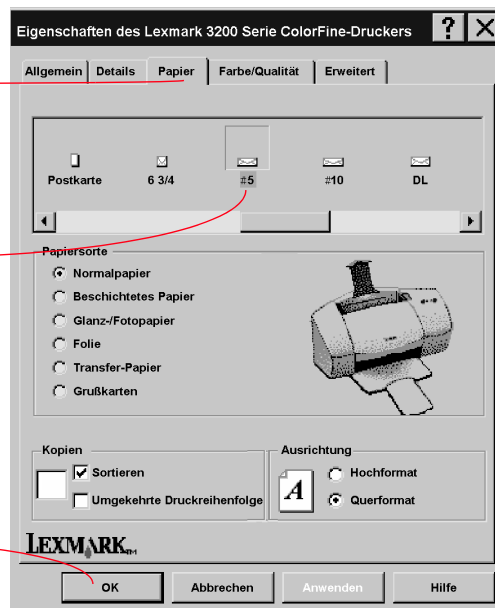 Eigenschaften des Lexmark 3200 Serie ColorFine-Druckers ? X
Allgemein Details Papier Farbe/Qualität Erweitert
Postkarte 6 3/4 #5 #10 DL
Papiersorte
Normalpapier
Beschichtetes Papier
Glanz-/Fotopapier
Folie
Transfer-Papier
Grußkarten
Kopien
Sortieren
Umgekehrte Druckreihenfolge
Ausrichtung
A
Hochformat
Querformat
LEXMARK™
OK Abbrechen Anwenden Hilfe